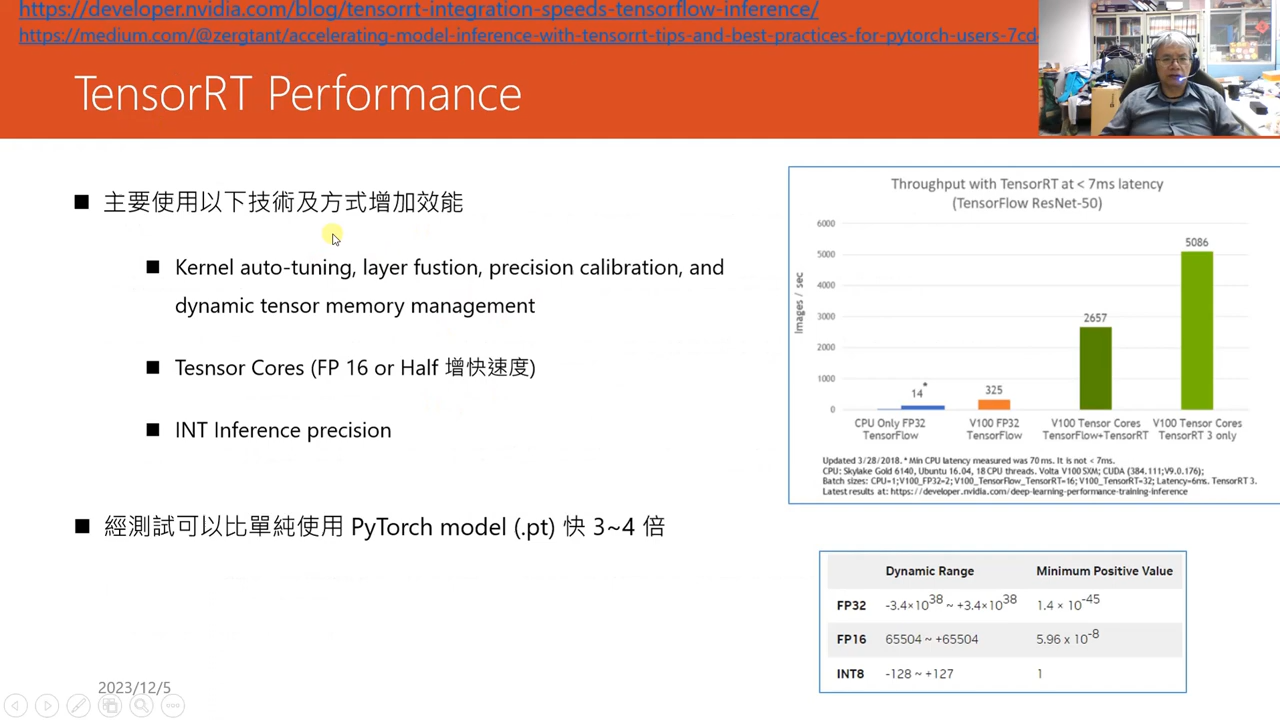 https://developer.nvidia.com/blog/tensorrt-integration-speeds-tensorflow-inference/
https://medium.com/@zergtant/accelerating-model-inference-with-tensorrt-tips-and-best-practices-for-pytorch-users-7cd
TensorRT Performance
■ 主要使用以下技術及方式增加效能
■ Kernel auto-tuning, layer fustion, precision calibration, and
dynamic tensor memory management
■ Tesnsor Cores (FP 16 or Half 增快速度)
■ INT Inference precision
■ 經測試可以比單純使用 PyTorch model (.pt) 快 3~4 倍
2023/12/5
Throughput with TensorRT at < 7ms latency
(TensorFlow ResNet-50)
Images / sec
6000
5000
4000
3000
2000
1000
0
14*
325
2657
5086
CPU Only FP32 TensorFlow
V100 FP32 TensorFlow
V100 Tensor Cores TensorFlow+TensorRT
V100 Tensor Cores TensorRT 3 only
Updated 3/28/2018. * Min CPU latency measured was 70 ms. It is not < 7ms.
CPU: Skylake Gold 6140, Ubuntu 16.04, 18 CPU threads. Volta V100 SXM; CUDA (384.111;V9.0.176);
Batch sizes: CPU=1;V100_FP32=2; V100_TensorFlow_TensorRT=16; V100_TensorRT=32; Latency=6ms. TensorRT 3.
Latest results at: https://developer.nvidia.com/deep-learning-performance-training-inference
Dynamic Range Minimum Positive Value
FP32 -3.4×10^38 ~ +3.4×10^38 1.4 × 10^-45
FP16 65504 ~ +65504 5.96 x 10^-8
INT8 -128 ~ +127 1